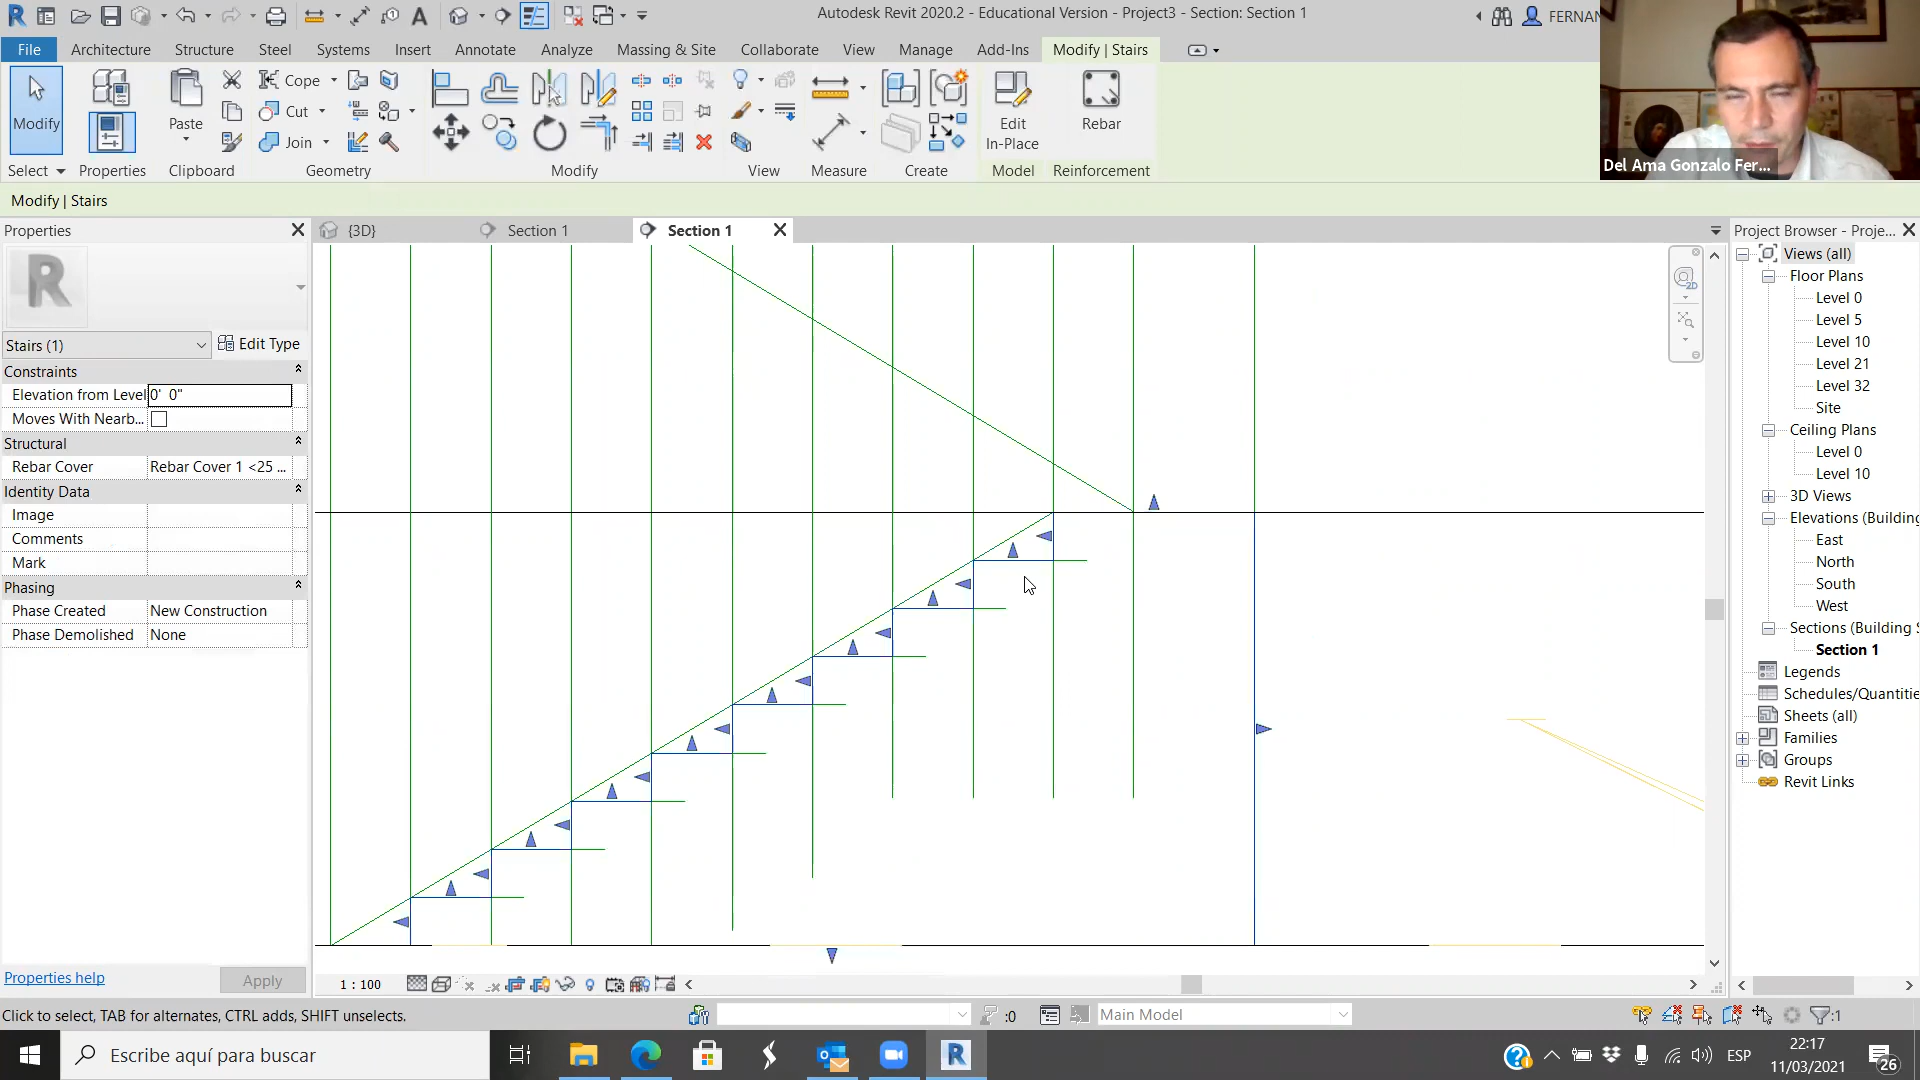 Autodesk Revit 2020.2 - Educational Version - Project3 - Section: Section 1
FERNAN
File Architecture Structure Steel Systems Insert Annotate Analyze Massing & Site Collaborate View Manage Add-Ins Modify | Stairs
Modify
Paste
Cope
Cut
Join
Edit
In-Place
Rebar
Select Properties Clipboard Geometry Modify View Measure Create Model Reinforcement
Del Ama Gonzalo Fer...
Modify | Stairs
Properties
{3D}
Section 1
Section 1
Project Browser - Proje...
R
2D
Stairs (1)
Edit Type
Constraints
Elevation from Level 0' 0"
Moves With Nearb...
Structural
Rebar Cover Rebar Cover 1 <25 ...
Identity Data
Image
Comments
Mark
Phasing
Phase Created New Construction
Phase Demolished None
Properties help
Apply
Views (all)
Floor Plans
Level 0
Level 5
Level 10
Level 21
Level 32
Site
Ceiling Plans
Level 0
Level 10
3D Views
Elevations (Building
East
North
South
West
Sections (Building S
Section 1
Legends
Schedules/Quantitie
Sheets (all)
Families
Groups
Revit Links
1 : 100
Click to select, TAB for alternates, CTRL adds, SHIFT unselects.
:0
Main Model
:1
Escribe aquí para buscar
ESP
22:17
11/03/2021
26